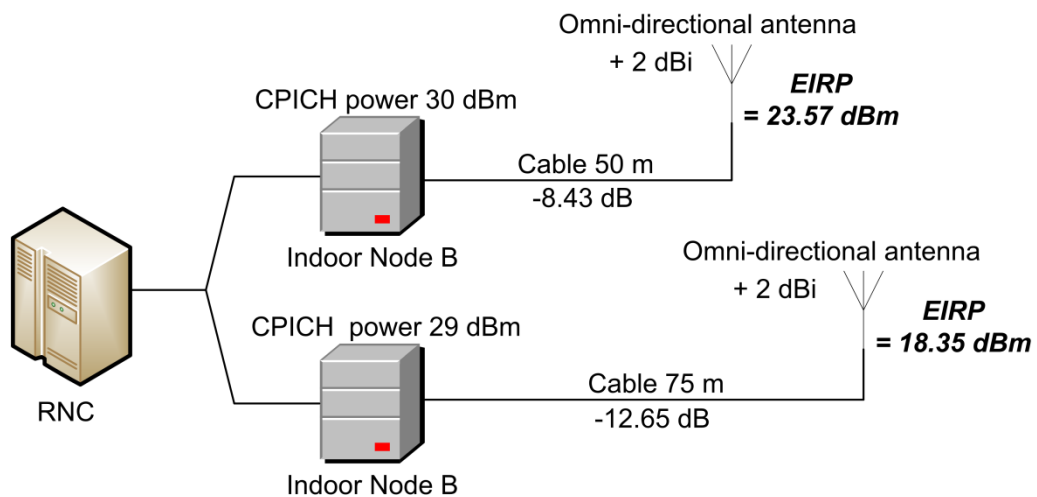 Omni-directional antenna
+ 2 dBi
EIRP
= 23.57 dBm
CPICH power 30 dBm
Cable 50 m
-8.43 dB
Indoor Node B
Omni-directional antenna
+ 2 dBi
EIRP
= 18.35 dBm
CPICH power 29 dBm
Cable 75 m
-12.65 dB
RNC
Indoor Node B